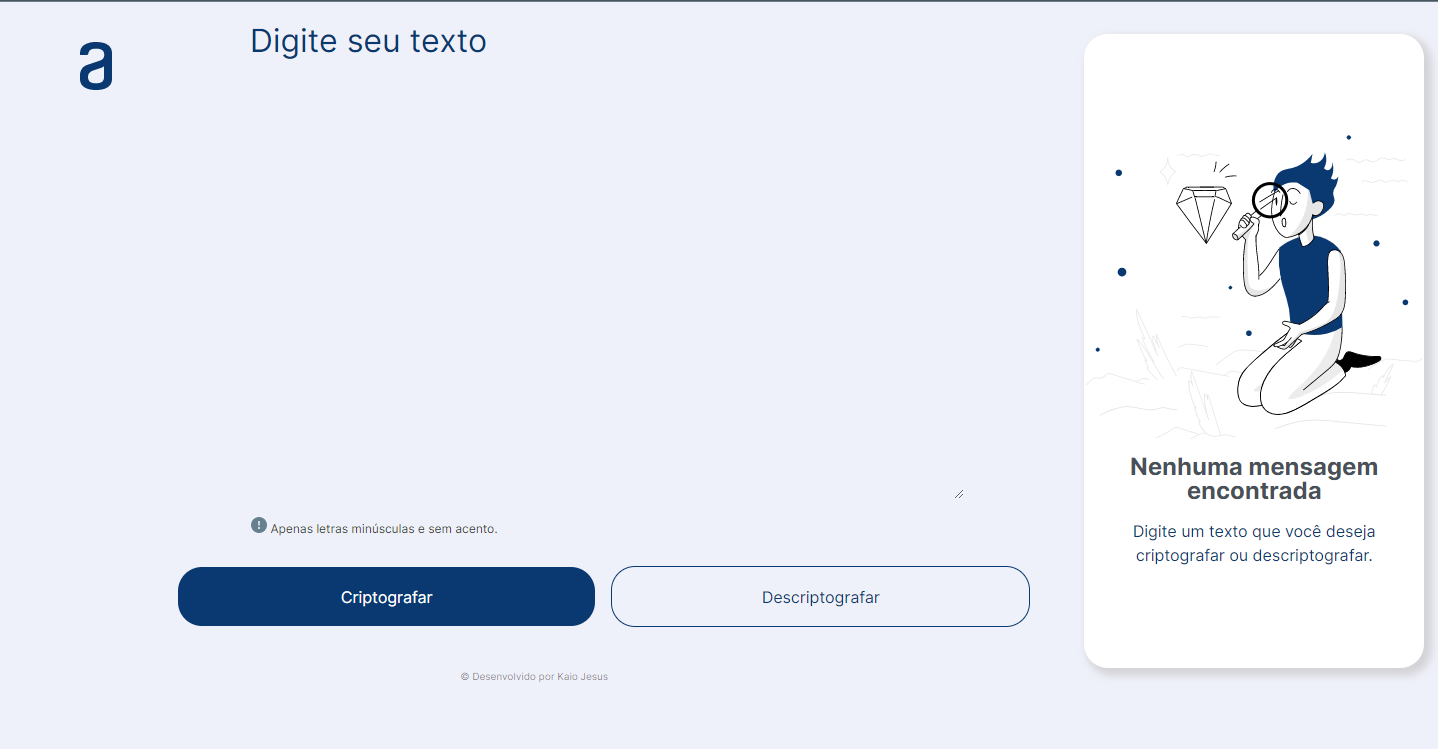 a
Digite seu texto
Apenas letras minúsculas e sem acento.
Criptografar
Descriptografar
© Desenvolvido por Kaio Jesus
Nenhuma mensagem
encontrada
Digite um texto que você deseja
criptografar ou descriptografar.